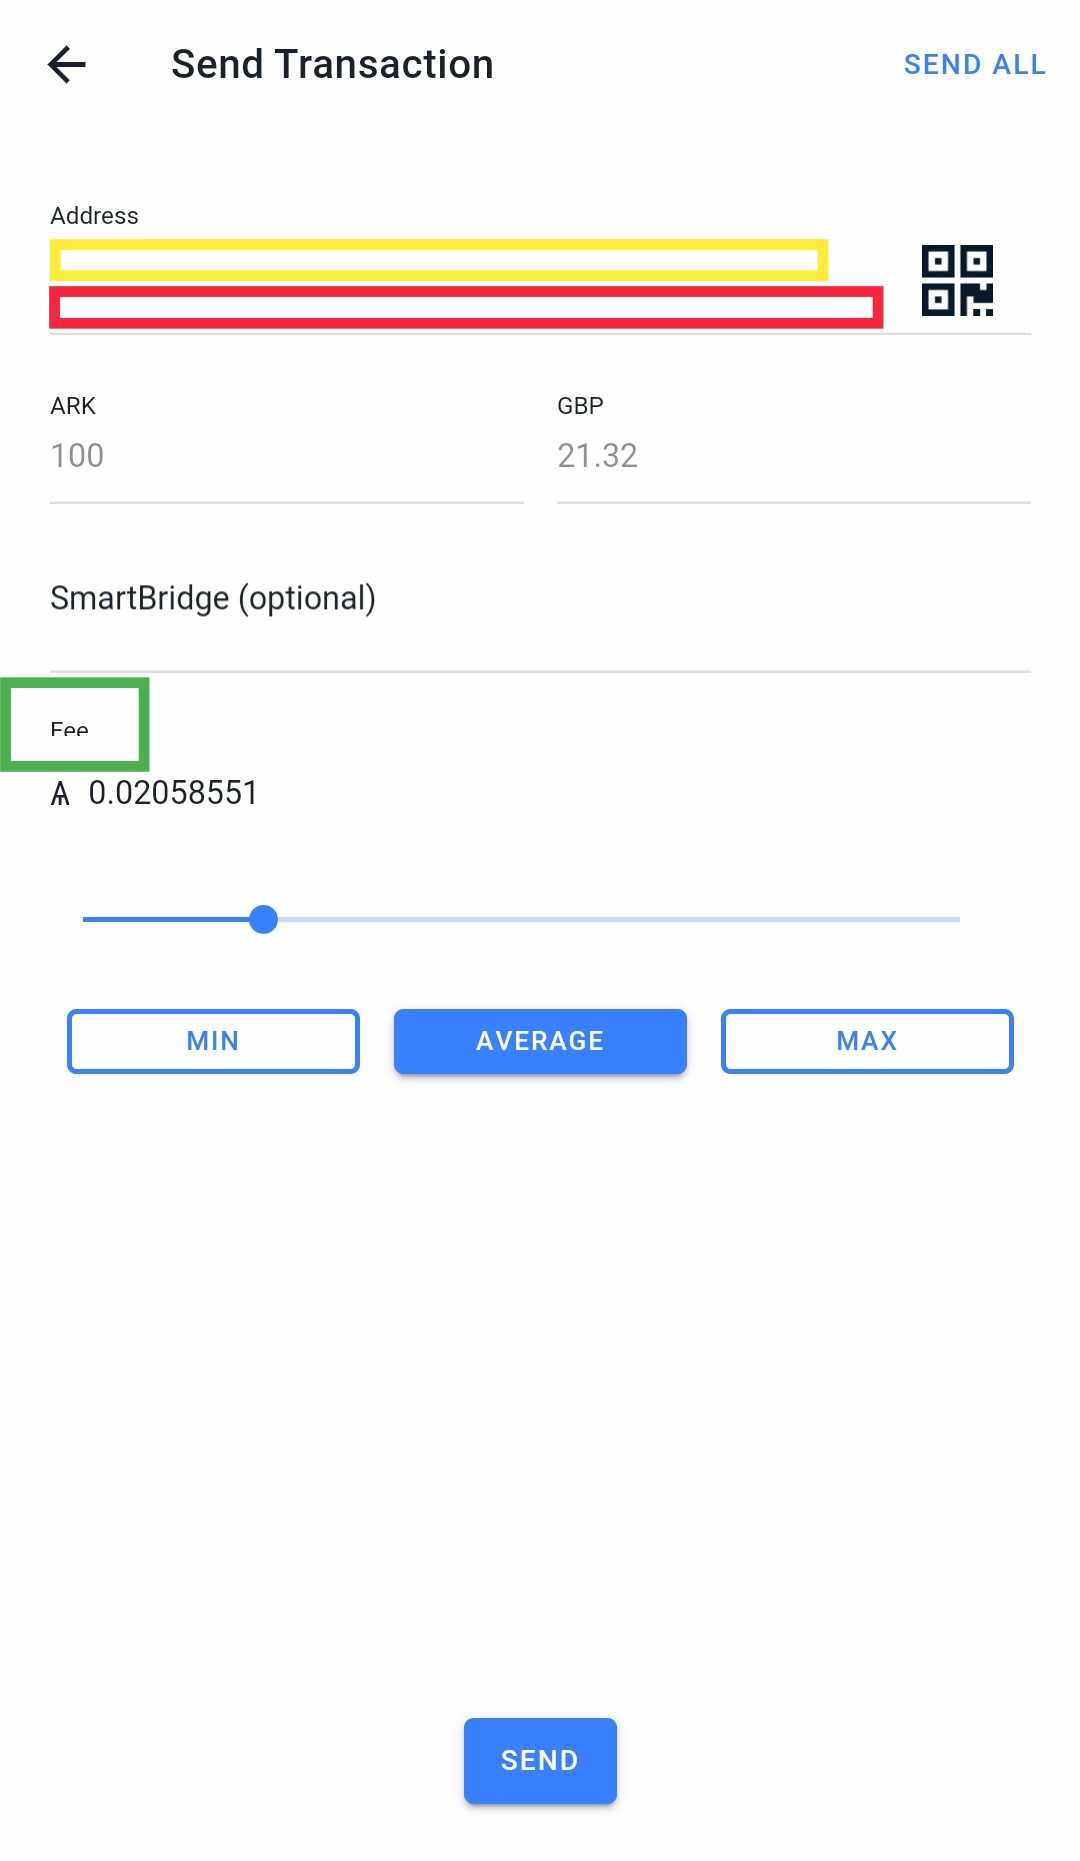 Send Transaction SEND ALL
Address
ARK GBP
100 21.32
SmartBridge (optional)
Fee
Ѧ 0.02058551
MIN AVERAGE MAX
SEND